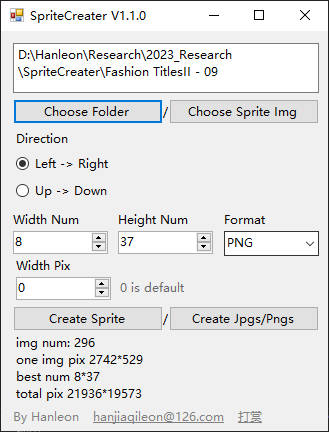 SpriteCreater V1.1.0
D:\Hanleon\Research\2023_Research
\SpriteCreater\Fashion TitlesII - 09
Choose Folder / Choose Sprite Img
Direction
Left -> Right
Up -> Down
Width Num Height Num Format
8 37 PNG
Width Pix
0 0 is default
Create Sprite / Create Jpgs/Pngs
img num: 296
one img pix 2742*529
best num 8*37
total pix 21936*19573
By Hanleon hanjiaqileon@126.com 打赏